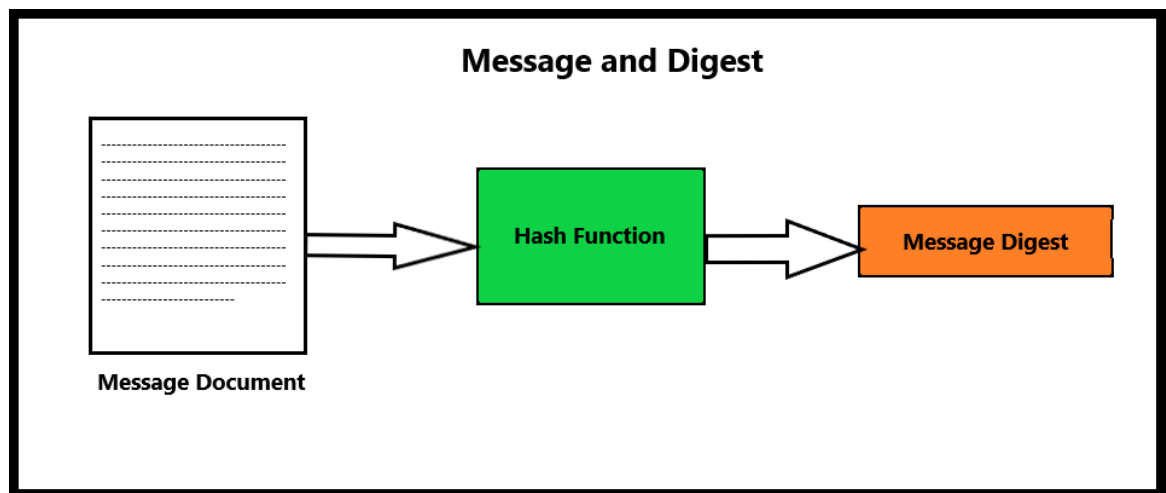 Message and Digest
Hash Function
Message Digest
Message Document